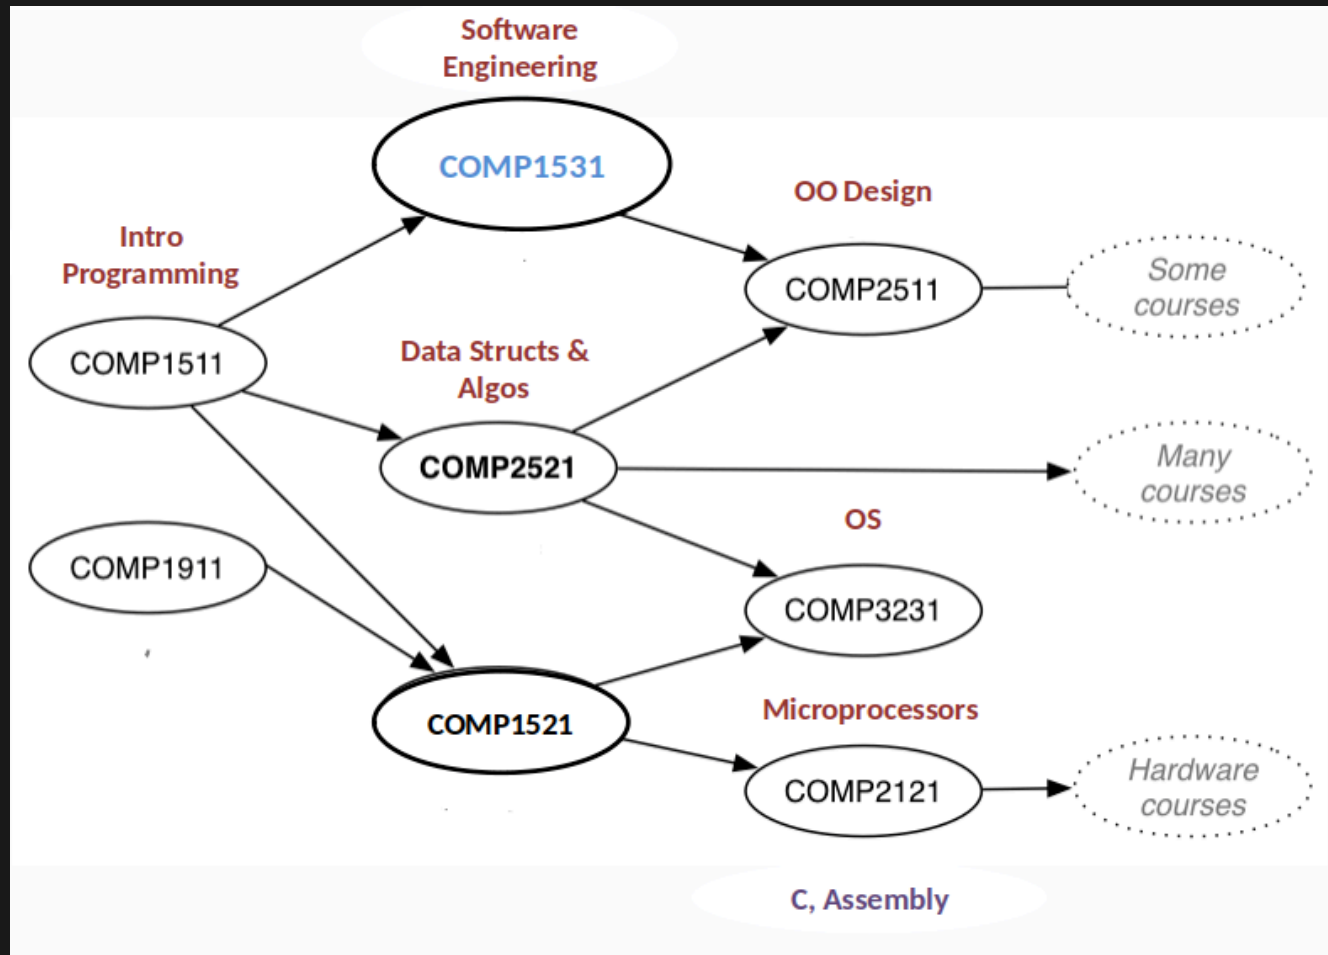 Software
Engineering
COMP1531
OO Design
Intro
Programming
COMP2511
Some
courses
COMP1511
Data Structs &
Algos
COMP2521
Many
courses
OS
COMP1911
COMP3231
COMP1521
Microprocessors
COMP2121
Hardware
courses
C, Assembly